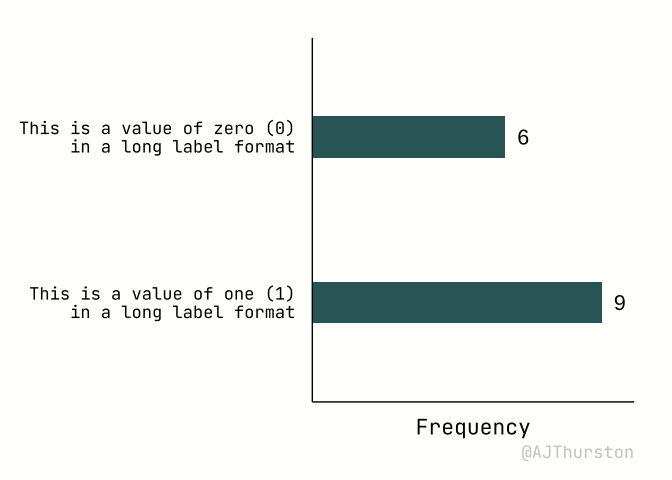 This is a value of zero (0)
in a long label format
6
This is a value of one (1)
in a long label format
9
Frequency
@AJThurston